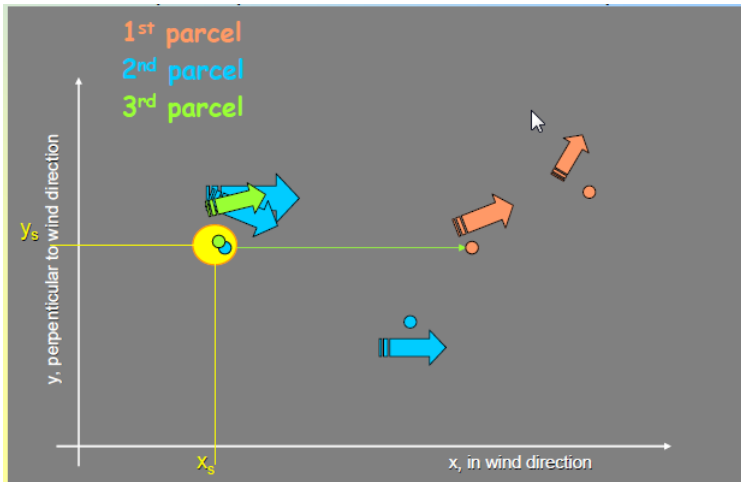 1st parcel
2nd parcel
3rd parcel
y, perpenticular to wind direction
ys
xs
x, in wind direction